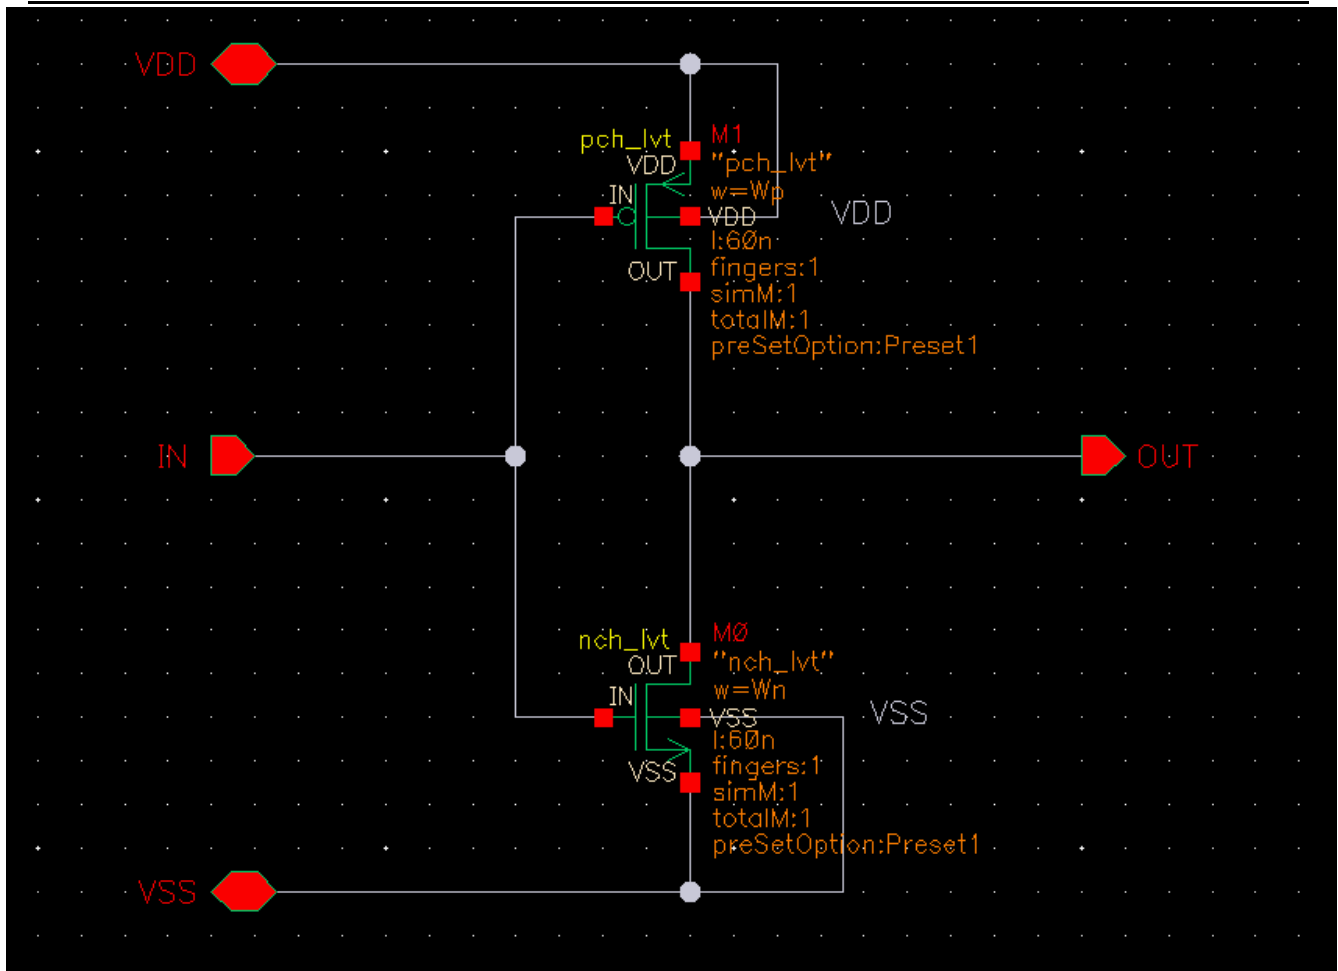 VDD
pch_lvt
M1
VDD
"pch_lvt"
IN
w=Wp
VDD
VDD
l:60n
OUT
fingers:1
simM:1
totalM:1
preSetOption:Preset1
IN
OUT
nch_lvt
M0
OUT
"nch_lvt"
IN
w=Wn
VSS
VSS
l:60n
VSS
fingers:1
simM:1
totalM:1
preSetOption:Preset1
VSS